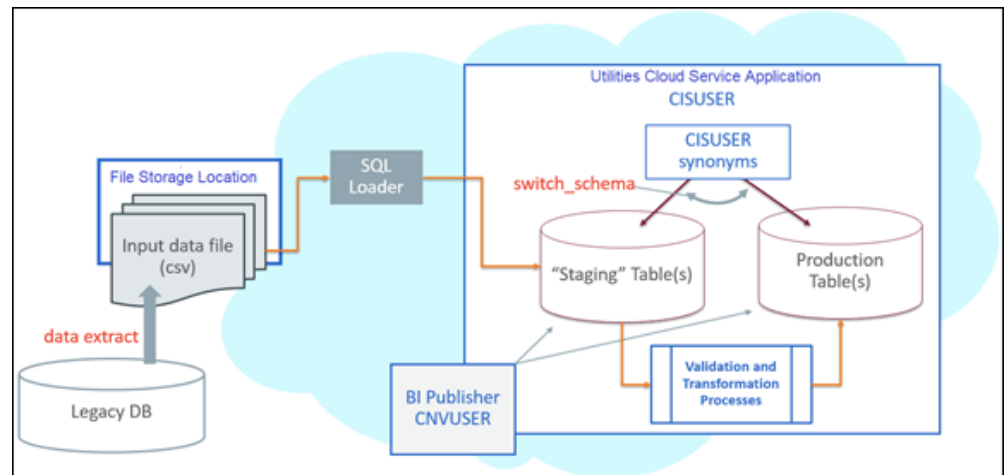 Utilities Cloud Service Application
CISUSER
CISUSER
synonyms
switch_schema
File Storage Location
SQL
Loader
Input data file
(csv)
"Staging" Table(s)
Production
Table(s)
data extract
Legacy DB
BI Publisher
CNVUSER
Validation and
Transformation
Processes